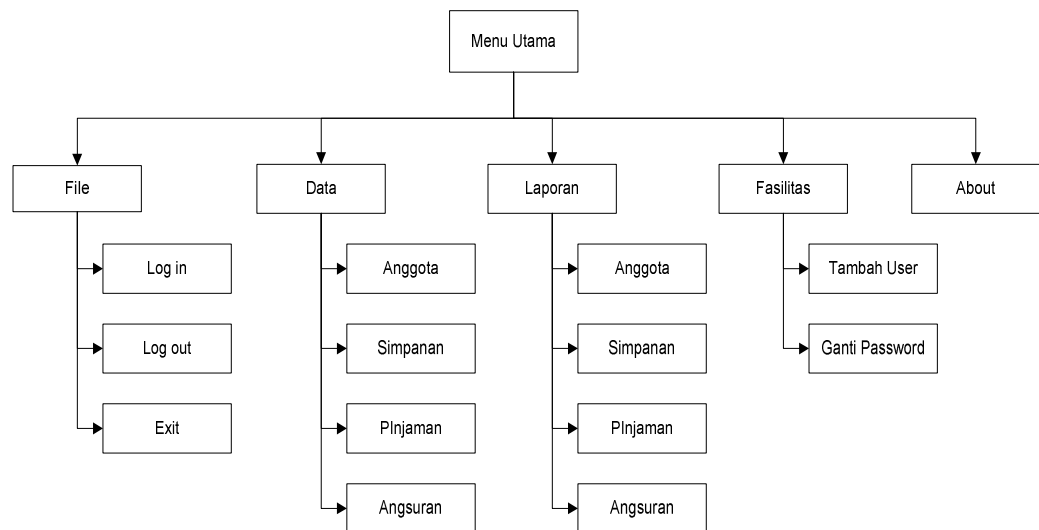 Menu Utama
File
Data
Laporan
Fasilitas
About
Log in
Anggota
Anggota
Tambah User
Log out
Simpanan
Simpanan
Ganti Password
Exit
PInjaman
PInjaman
Angsuran
Angsuran